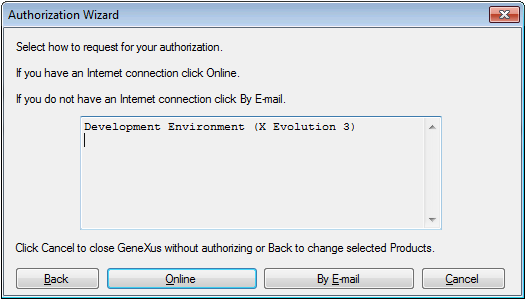 Authorization Wizard
Select how to request for your authorization.
If you have an Internet connection click Online.
If you do not have an Internet connection click By E-mail.
Development Environment (X Evolution 3)
Click Cancel to close GeneXus without authorizing or Back to change selected Products.
Back Online By E-mail Cancel